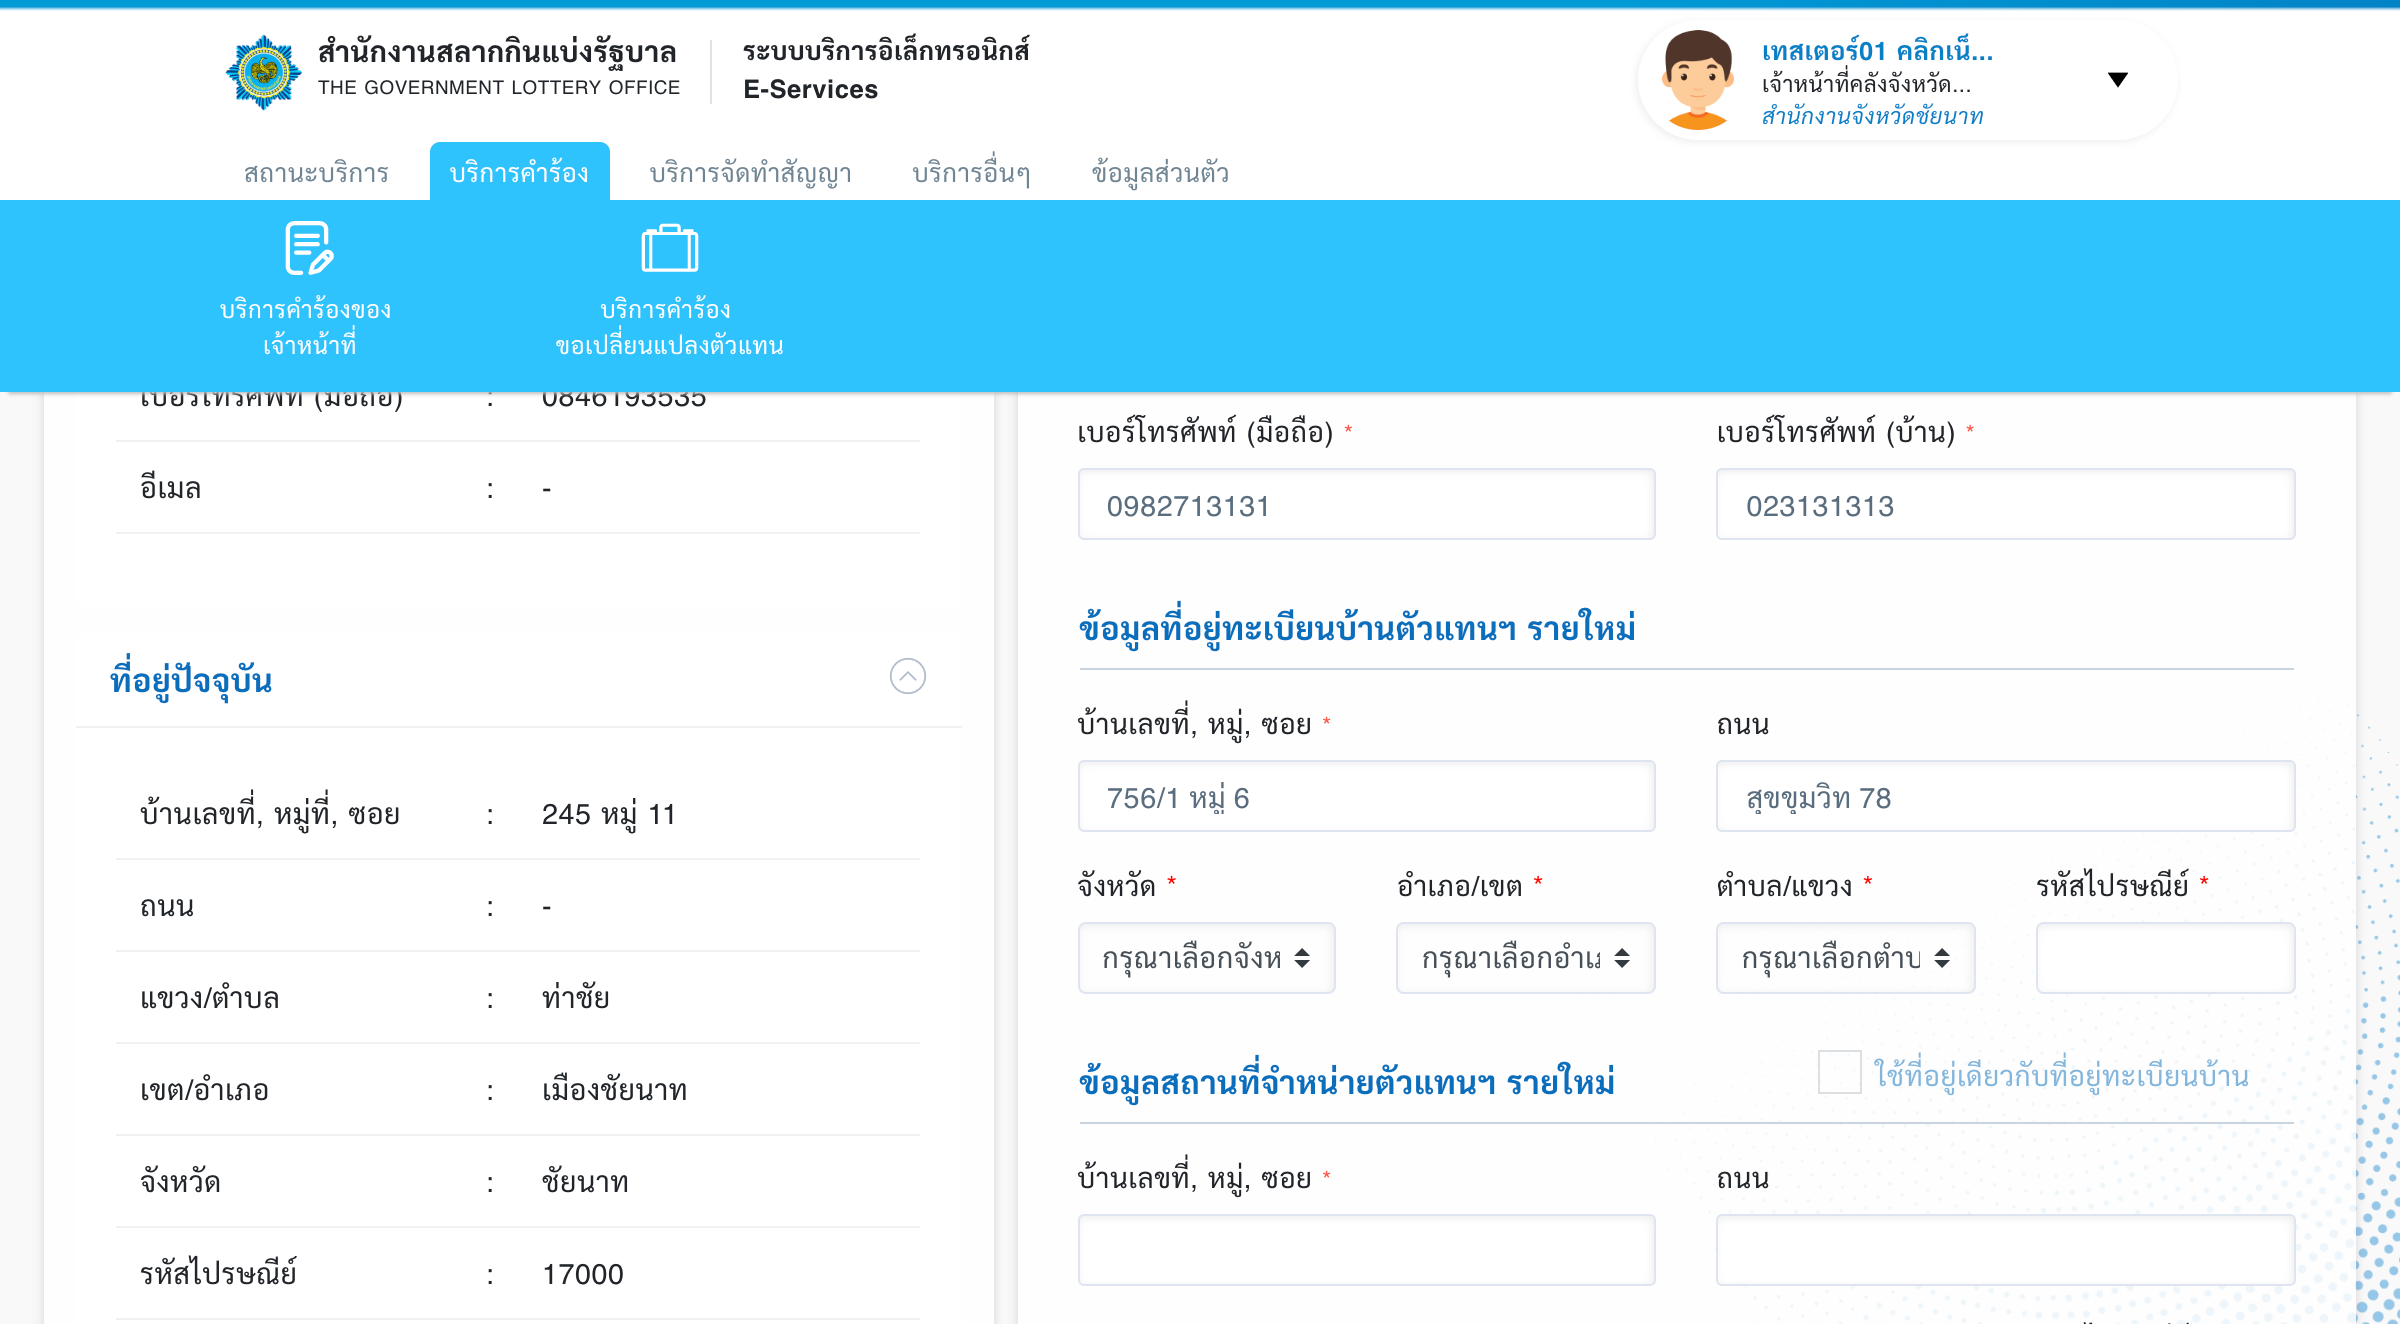 สำนักงานสลากกินแบ่งรัฐบาล
THE GOVERNMENT LOTTERY OFFICE
ระบบบริการอิเล็กทรอนิกส์
E-Services
เทสเตอร์01 คลิกเน็...
เจ้าหน้าที่คลังจังหวัด...
สำนักงานจังหวัดชัยนาท
สถานะบริการ
บริการคำร้อง
บริการจัดทำสัญญา
บริการอื่นๆ
ข้อมูลส่วนตัว
บริการคำร้องของ
เจ้าหน้าที่
บริการคำร้อง
ขอเปลี่ยนแปลงตัวแทน
เบอร์โทรศัพท์ (มือถือ) : 0846193535
อีเมล : -
ที่อยู่ปัจจุบัน
บ้านเลขที่, หมู่ที่, ซอย : 245 หมู่ 11
ถนน : -
แขวง/ตำบล : ท่าชัย
เขต/อำเภอ : เมืองชัยนาท
จังหวัด : ชัยนาท
รหัสไปรษณีย์ : 17000
เบอร์โทรศัพท์ (มือถือ) *
เบอร์โทรศัพท์ (บ้าน) *
0982713131
023131313
ข้อมูลที่อยู่ทะเบียนบ้านตัวแทนฯ รายใหม่
บ้านเลขที่, หมู่, ซอย *
ถนน
756/1 หมู่ 6
สุขขุมวิท 78
จังหวัด *
อำเภอ/เขต *
ตำบล/แขวง *
รหัสไปรษณีย์ *
กรุณาเลือกจังห
กรุณาเลือกอำเภ
กรุณาเลือกตำบ
ข้อมูลสถานที่จำหน่ายตัวแทนฯ รายใหม่
ใช้ที่อยู่เดียวกับที่อยู่ทะเบียนบ้าน
บ้านเลขที่, หมู่, ซอย *
ถนน